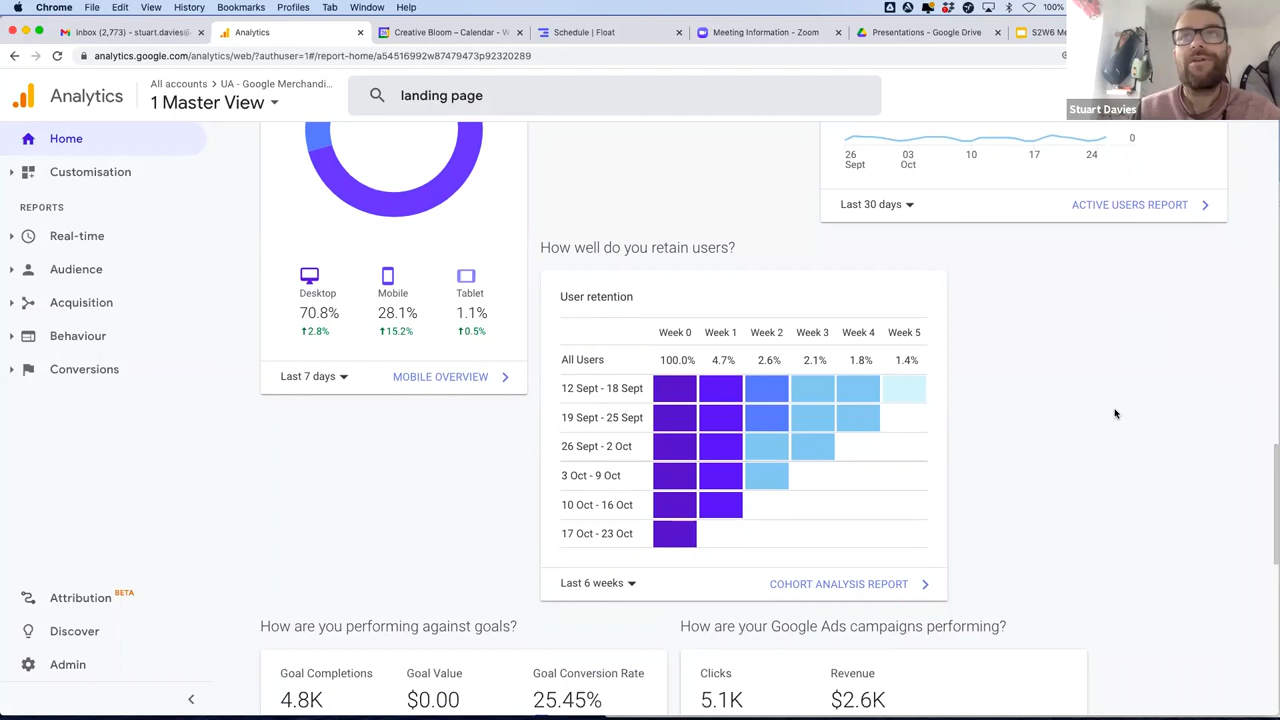 Chrome File Edit View History Bookmarks Profiles Tab Window Help 100%
Inbox (2,773) - stuart.davies@ Analytics Creative Bloom – Calendar - W Schedule | Float Meeting Information - Zoom Presentations – Google Drive S2W6 Me
analytics.google.com/analytics/web/?authuser=1#/report-home/a54516992w87479473p92320289
Stuart Davies
Analytics
All accounts > UA - Google Merchandi...
1 Master View
landing page
Home
Customisation
REPORTS
Real-time
Audience
Acquisition
Behaviour
Conversions
Attribution BETA
Discover
Admin
Desktop Mobile Tablet
70.8% 28.1% 1.1%
↑2.8% ↑15.2% ↑0.5%
Last 7 days MOBILE OVERVIEW
0
26 03 10 17 24
Sept Oct
Last 30 days ACTIVE USERS REPORT
How well do you retain users?
User retention
Week 0 Week 1 Week 2 Week 3 Week 4 Week 5
All Users 100.0% 4.7% 2.6% 2.1% 1.8% 1.4%
12 Sept - 18 Sept
19 Sept - 25 Sept
26 Sept - 2 Oct
3 Oct - 9 Oct
10 Oct - 16 Oct
17 Oct - 23 Oct
Last 6 weeks COHORT ANALYSIS REPORT
How are you performing against goals?
Goal Completions Goal Value Goal Conversion Rate
4.8K $0.00 25.45%
How are your Google Ads campaigns performing?
Clicks Revenue
5.1K $2.6K